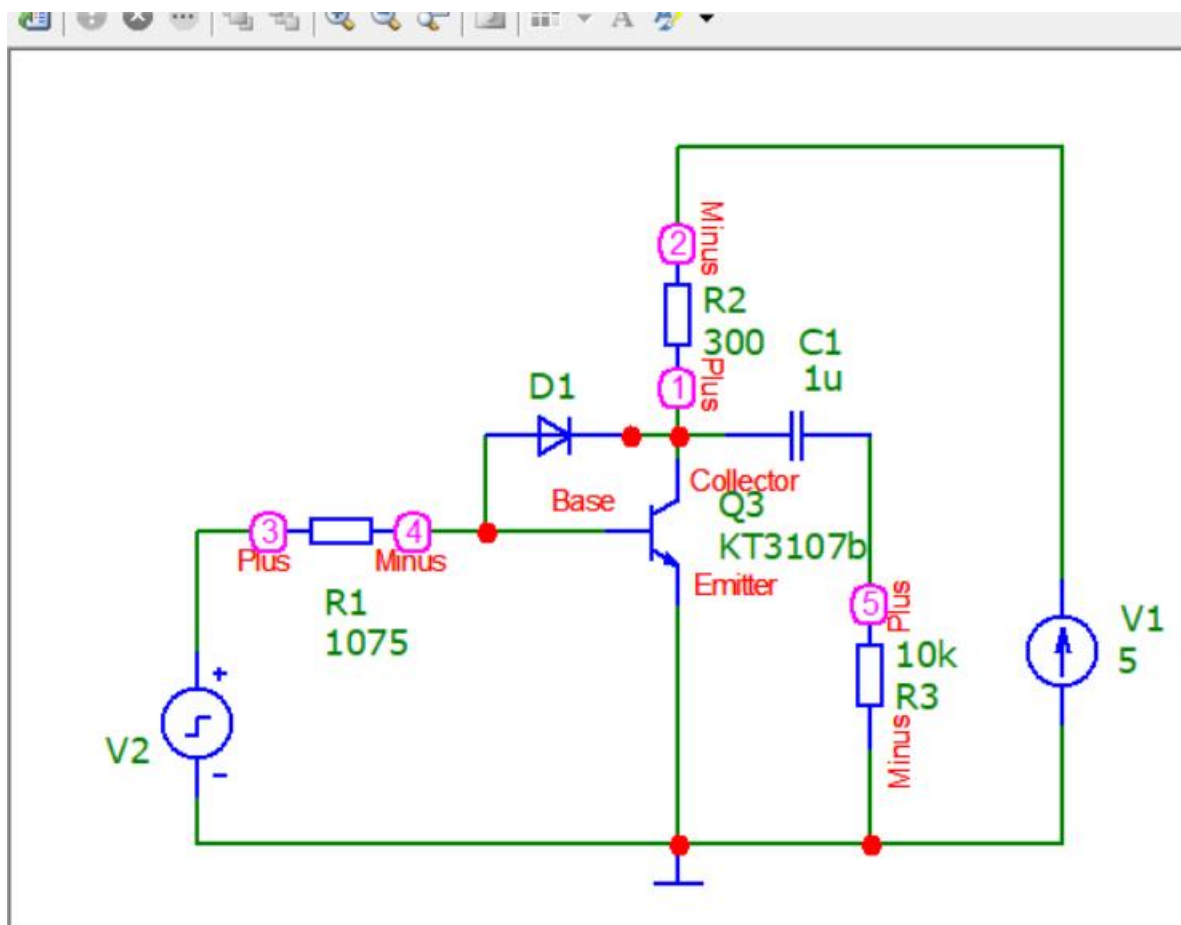 A
Minus
2
R2
300
C1
1u
Plus
1
D1
Collector
Base
Q3
KT3107b
3
4
Plus
Minus
Emitter
R1
1075
5
Plus
10k
R3
V1
5
+
V2
-
Minus